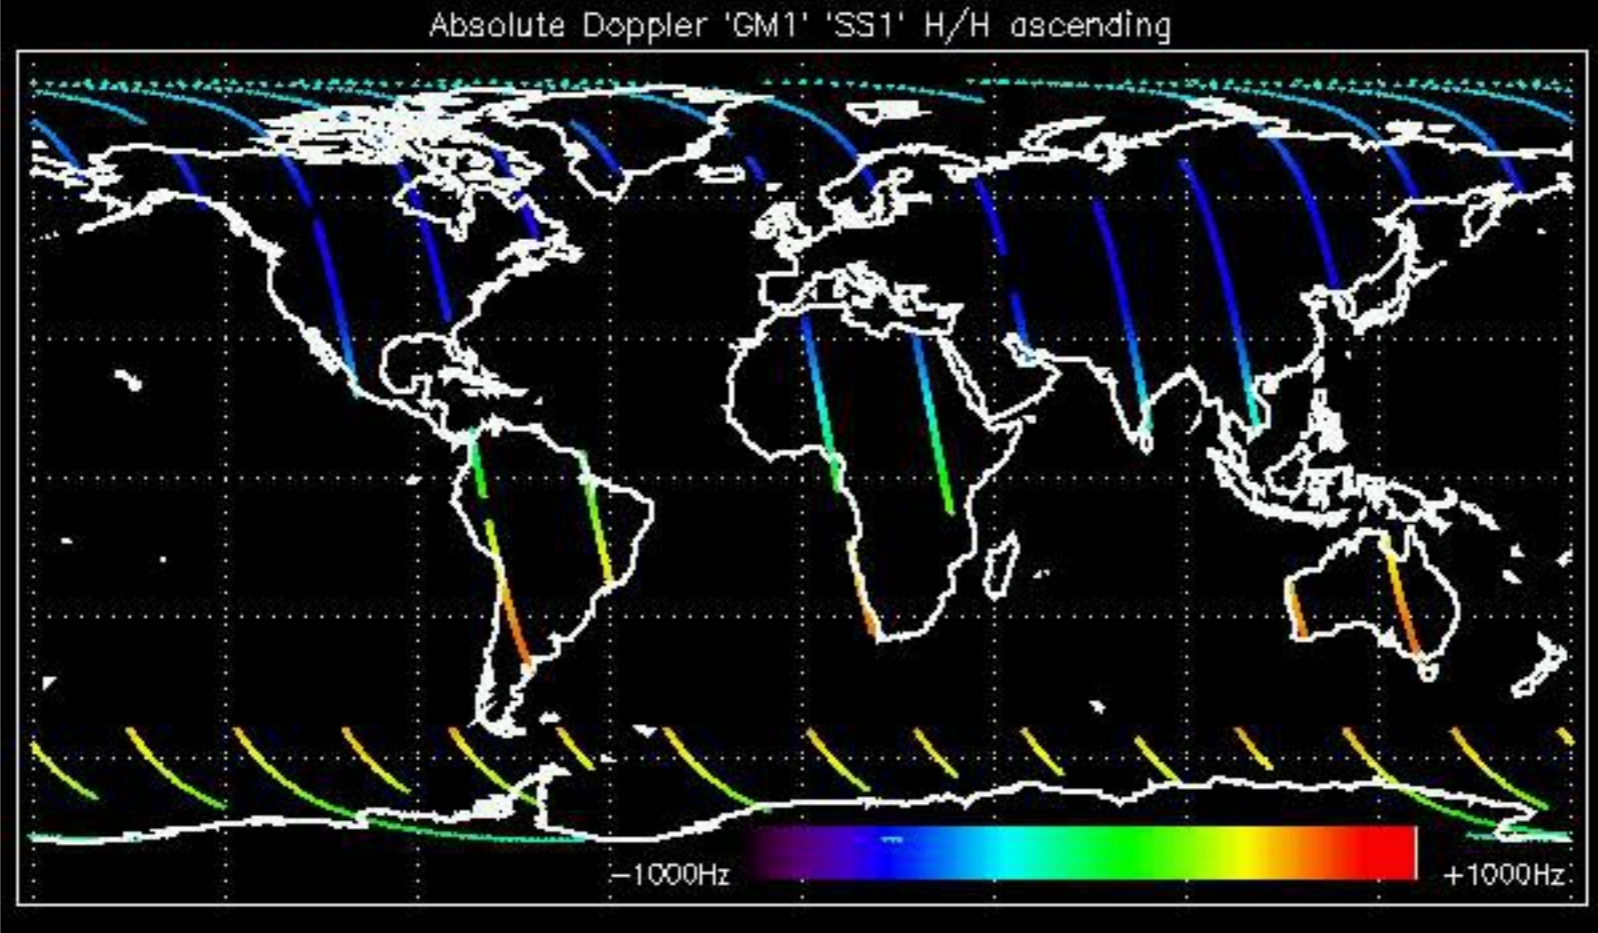 Absolute Doppler 'GM1' 'SS1' H/H ascending
−1000Hz
+1000Hz